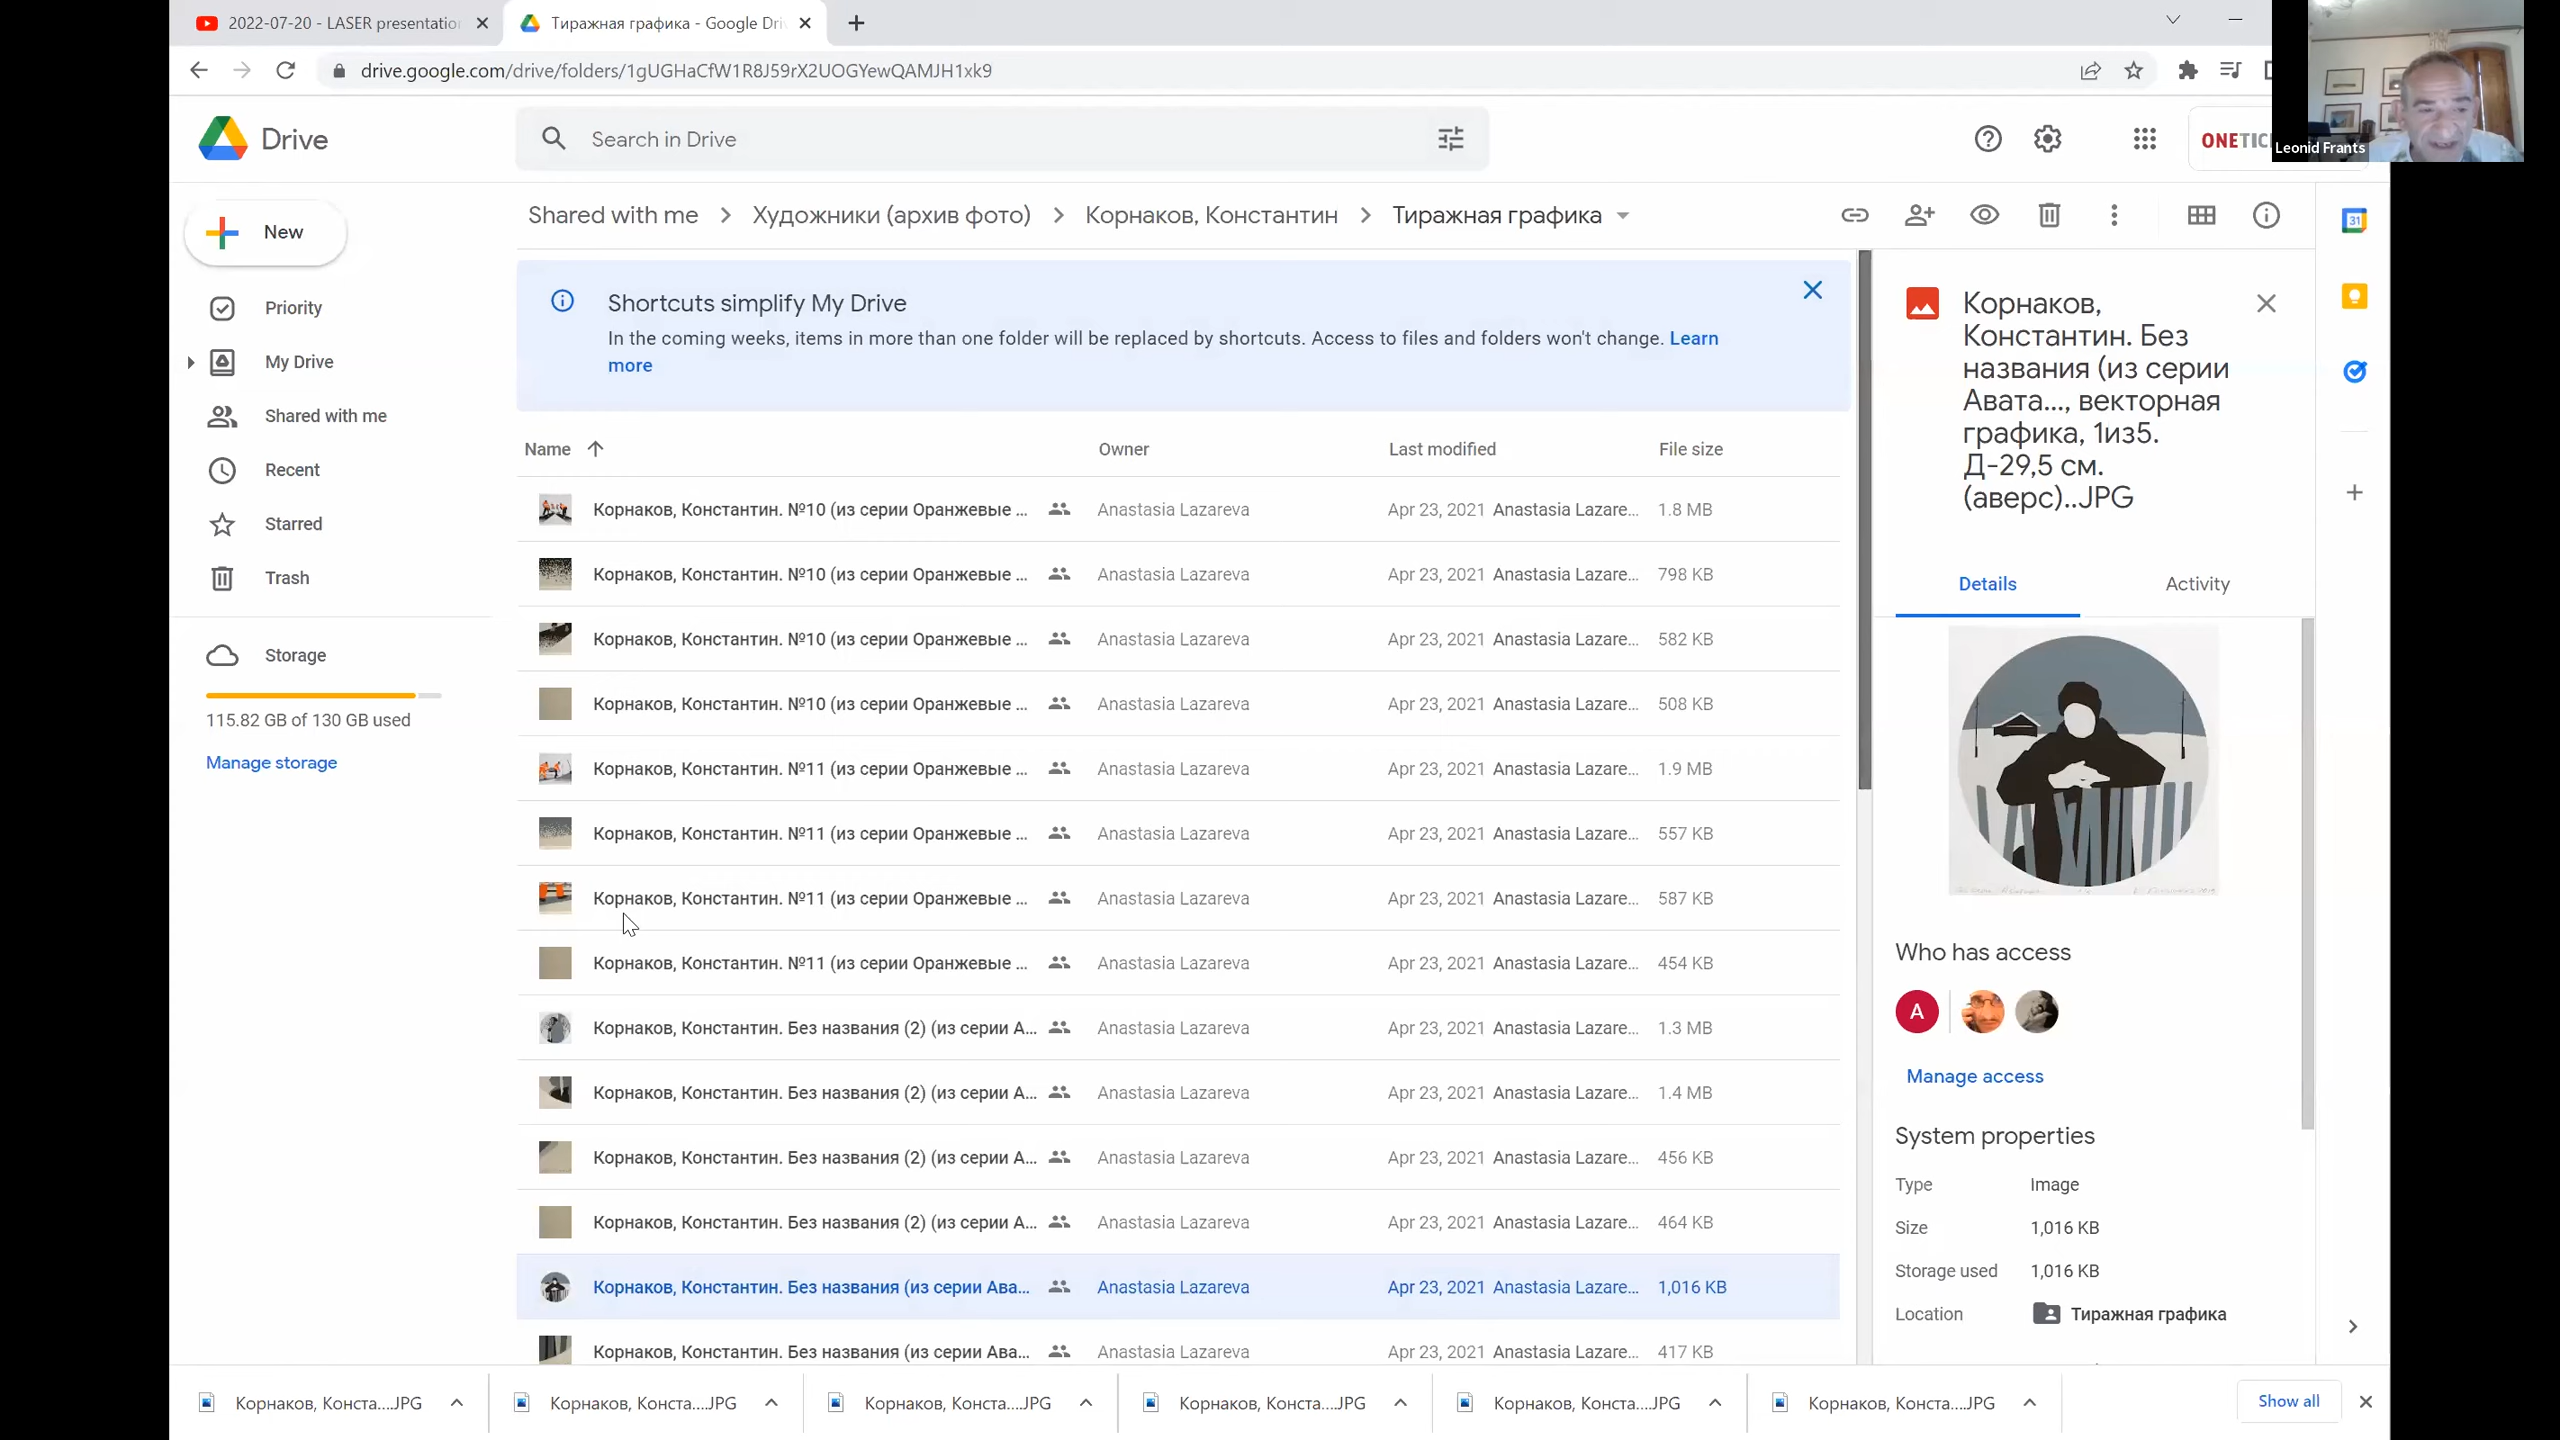 2022-07-20 - LASER presentatio
Тиражная графика - Google Dri
drive.google.com/drive/folders/1gUGHaCfW1R8J59rX2UOGYewQAMJH1xk9
Drive
Search in Drive
ONETIC
Leonid Frants
New
Shared with me
Художники (архив фото)
Корнаков, Константин
Тиражная графика
Priority
My Drive
Shared with me
Recent
Starred
Trash
Storage
115.82 GB of 130 GB used
Manage storage
Shortcuts simplify My Drive
In the coming weeks, items in more than one folder will be replaced by shortcuts. Access to files and folders won't change. Learn
more
Name Owner Last modified File size
Корнаков, Константин. №10 (из серии Оранжевые ... Anastasia Lazareva Apr 23, 2021 Anastasia Lazare... 1.8 MB
Корнаков, Константин. №10 (из серии Оранжевые ... Anastasia Lazareva Apr 23, 2021 Anastasia Lazare... 798 KB
Корнаков, Константин. №10 (из серии Оранжевые ... Anastasia Lazareva Apr 23, 2021 Anastasia Lazare... 582 KB
Корнаков, Константин. №10 (из серии Оранжевые ... Anastasia Lazareva Apr 23, 2021 Anastasia Lazare... 508 KB
Корнаков, Константин. №11 (из серии Оранжевые ... Anastasia Lazareva Apr 23, 2021 Anastasia Lazare... 1.9 MB
Корнаков, Константин. №11 (из серии Оранжевые ... Anastasia Lazareva Apr 23, 2021 Anastasia Lazare... 557 KB
Корнаков, Константин. №11 (из серии Оранжевые ... Anastasia Lazareva Apr 23, 2021 Anastasia Lazare... 587 KB
Корнаков, Константин. №11 (из серии Оранжевые ... Anastasia Lazareva Apr 23, 2021 Anastasia Lazare... 454 KB
Корнаков, Константин. Без названия (2) (из серии А... Anastasia Lazareva Apr 23, 2021 Anastasia Lazare... 1.3 MB
Корнаков, Константин. Без названия (2) (из серии А... Anastasia Lazareva Apr 23, 2021 Anastasia Lazare... 1.4 MB
Корнаков, Константин. Без названия (2) (из серии А... Anastasia Lazareva Apr 23, 2021 Anastasia Lazare... 456 KB
Корнаков, Константин. Без названия (2) (из серии А... Anastasia Lazareva Apr 23, 2021 Anastasia Lazare... 464 KB
Корнаков, Константин. Без названия (из серии Ава... Anastasia Lazareva Apr 23, 2021 Anastasia Lazare... 1,016 KB
Корнаков, Константин. Без названия (из серии Ава... Anastasia Lazareva Apr 23, 2021 Anastasia Lazare... 417 KB
Корнаков,
Константин. Без
названия (из серии
Авата..., векторная
графика, 1из5.
Д-29,5 см.
(аверс)..JPG
Details Activity
Who has access
A
Manage access
System properties
Type Image
Size 1,016 KB
Storage used 1,016 KB
Location Тиражная графика
31
Корнаков, Конста....JPG
Корнаков, Конста....JPG
Корнаков, Конста....JPG
Корнаков, Конста....JPG
Корнаков, Конста....JPG
Корнаков, Конста....JPG
Show all